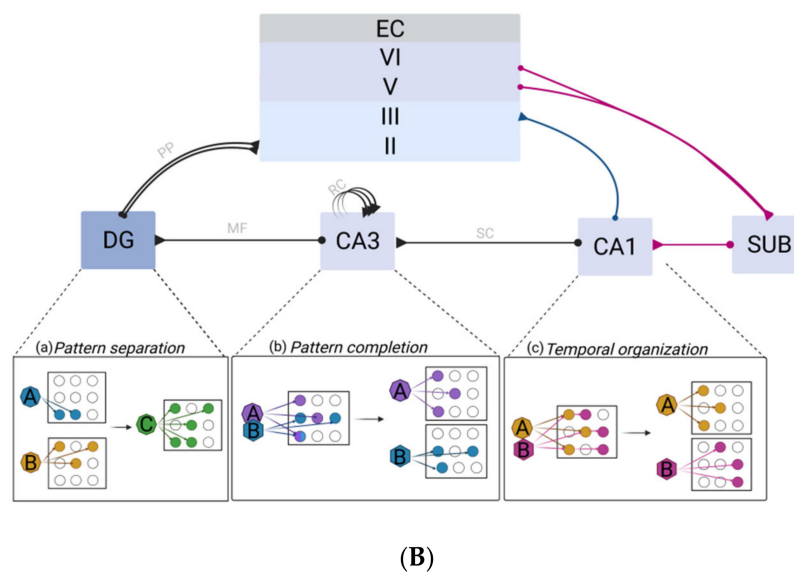 EC
VI
V
III
II
PP
RC
DG
MF
CA3
SC
CA1
SUB
(a) Pattern separation
(b) Pattern completion
(c) Temporal organization
A
B
C
A
B
A
B
A
B
A
B
(B)